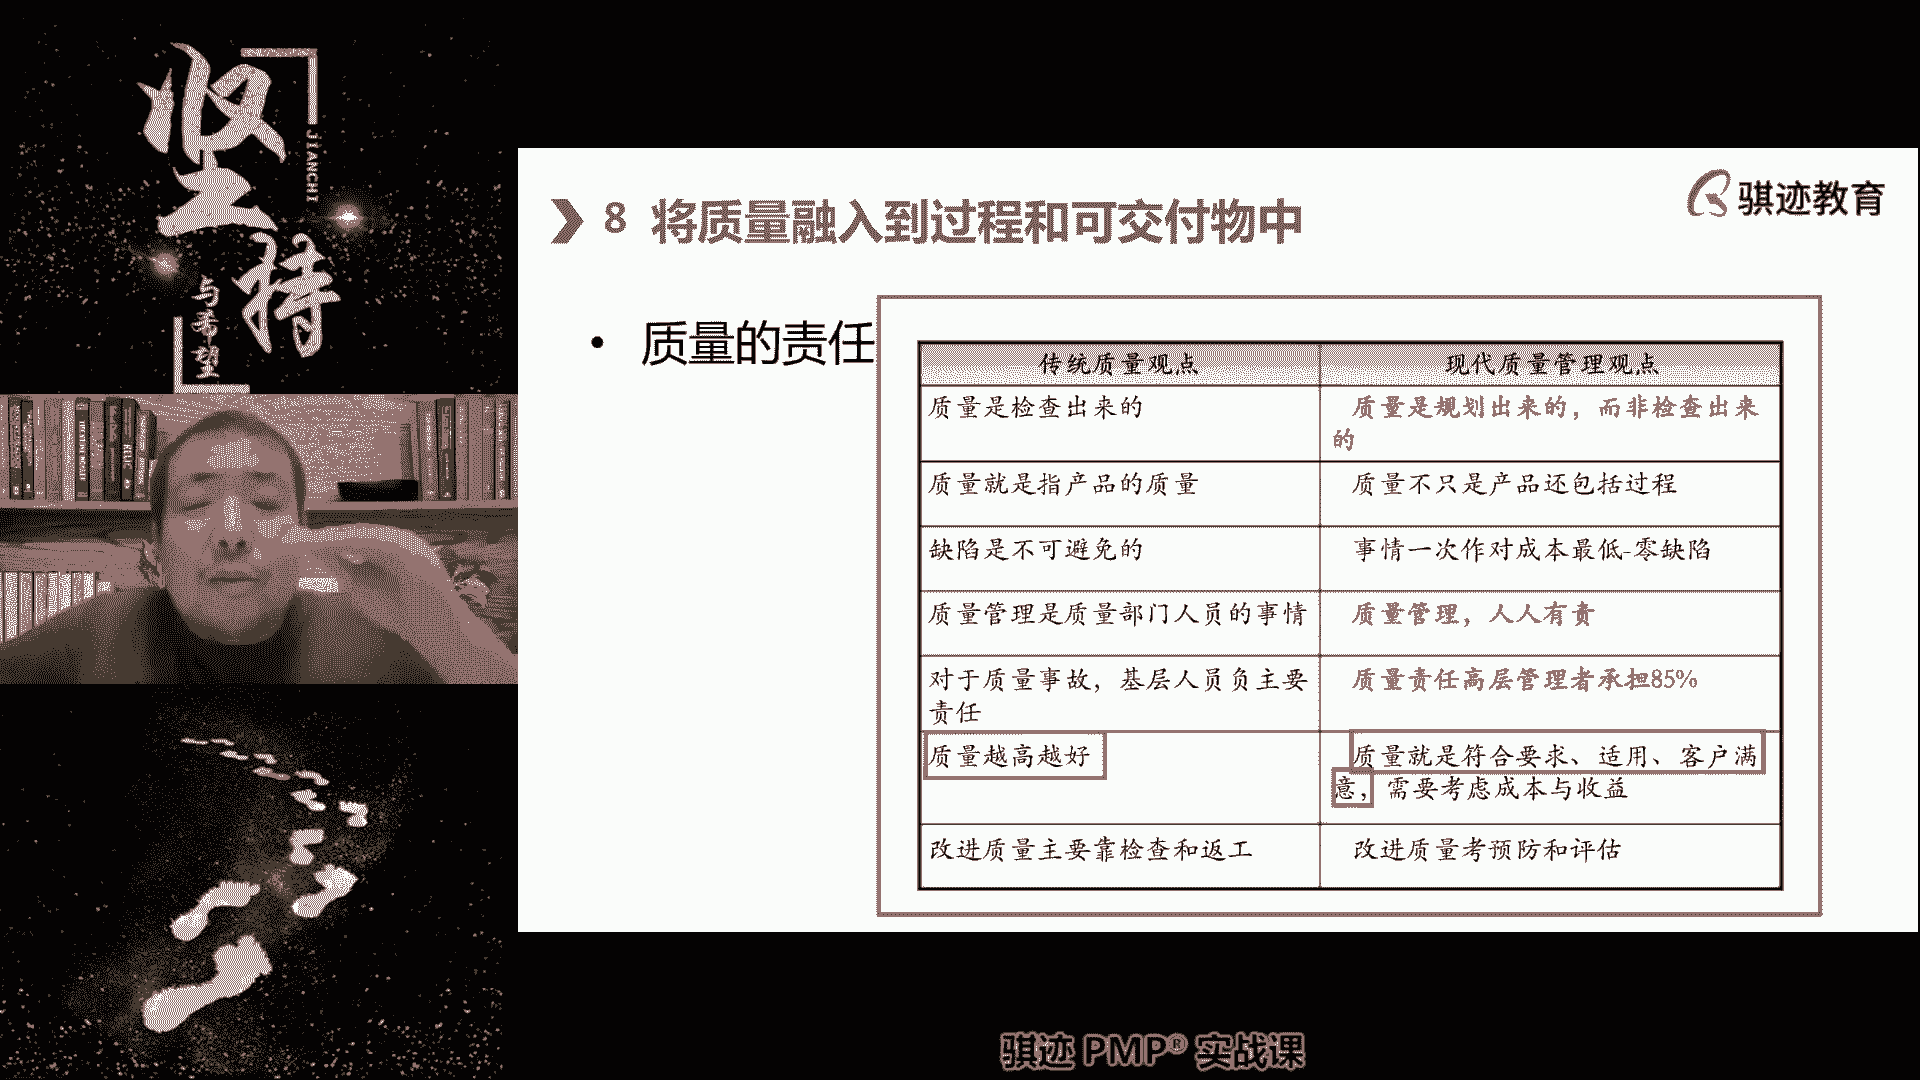 坚持
JIANCHI
与希望
骐迹教育
8 将质量融入到过程和可交付物中
• 质量的责任
传统质量观点
现代质量管理观点
质量是检查出来的
质量是规划出来的，而非检查出来
的
质量就是指产品的质量
质量不只是产品还包括过程
缺陷是不可避免的
事情一次作对成本最低-零缺陷
质量管理是质量部门人员的事情
质量管理，人人有责
对于质量事故，基层人员负主要
责任
质量责任高层管理者承担85%
质量越高越好
质量就是符合要求、适用、客户满
意，需要考虑成本与收益
改进质量主要靠检查和返工
改进质量考预防和评估
骐迹 PMP® 实战课